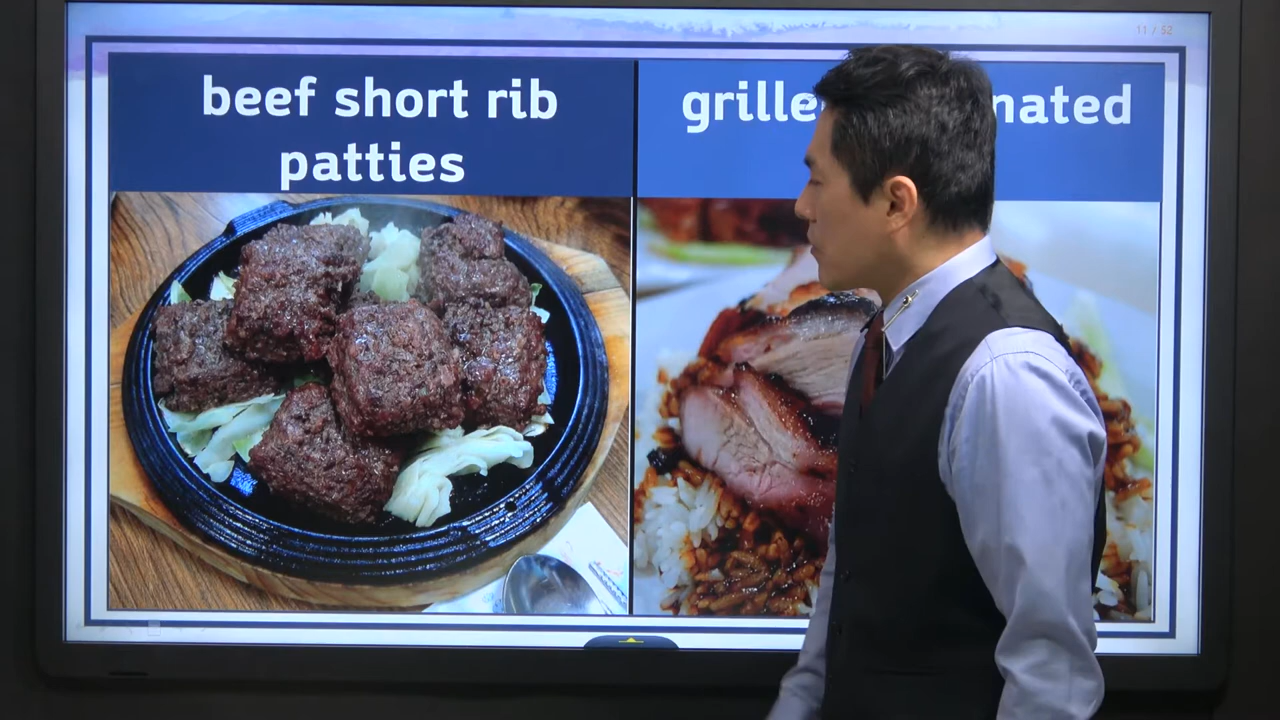 11 / 52
beef short rib
patties
grille nated